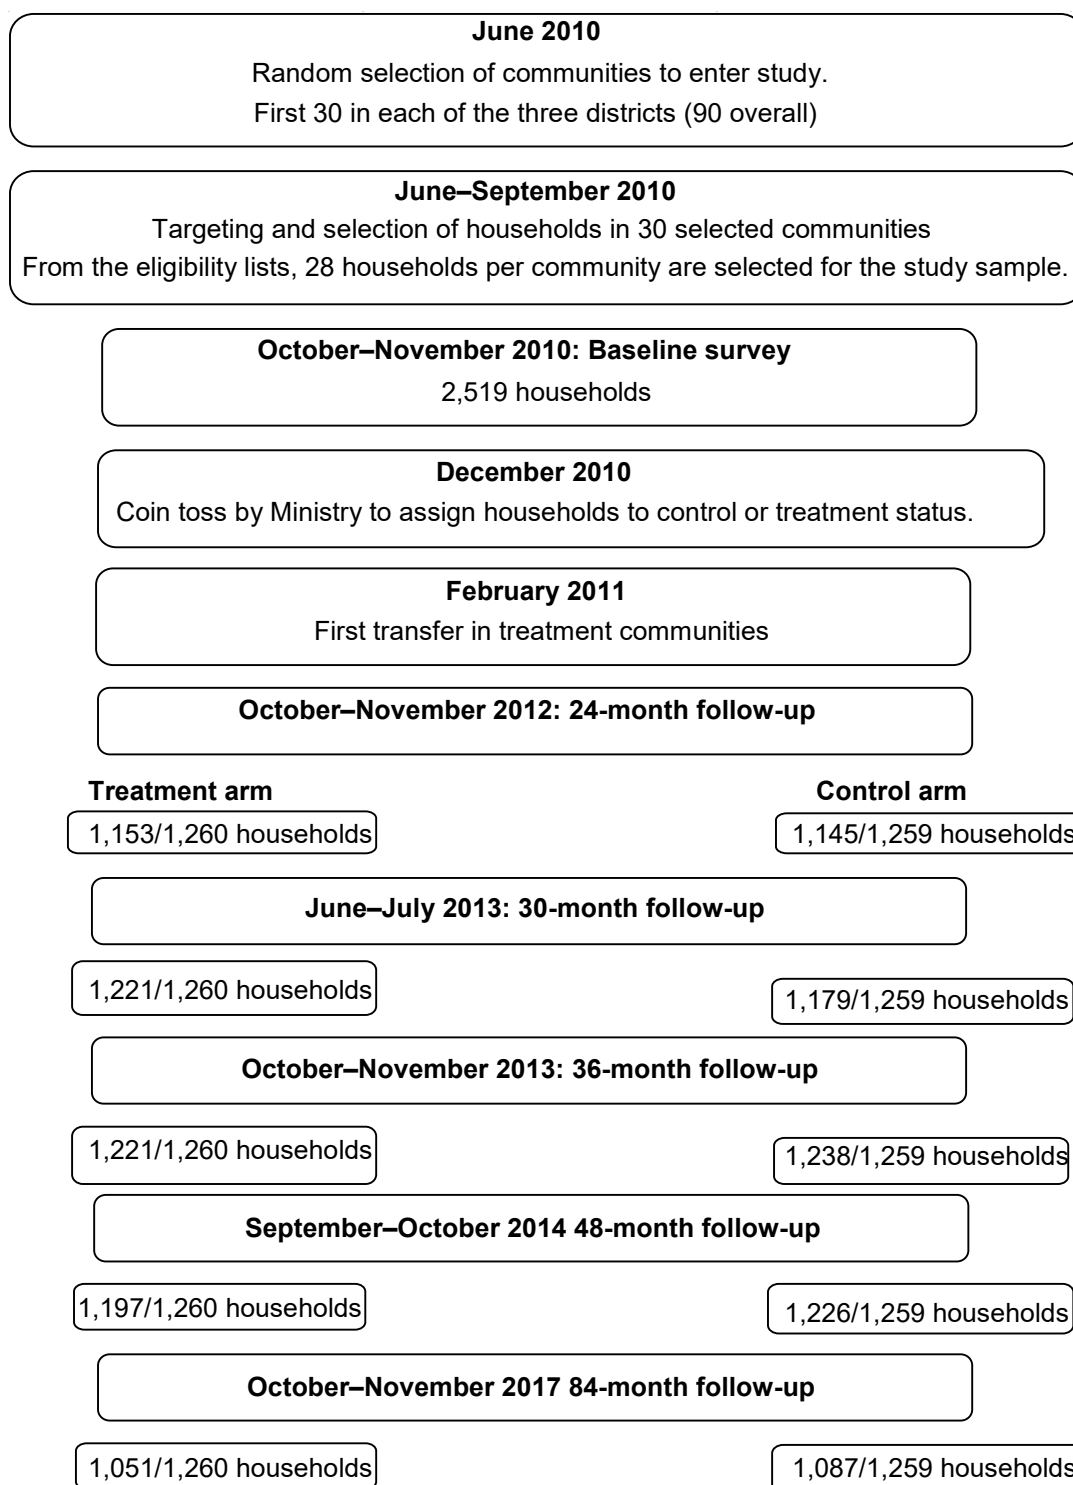 June 2010
Random selection of communities to enter study.
First 30 in each of the three districts (90 overall)
June–September 2010
Targeting and selection of households in 30 selected communities
From the eligibility lists, 28 households per community are selected for the study sample.
October–November 2010: Baseline survey
2,519 households
December 2010
Coin toss by Ministry to assign households to control or treatment status.
February 2011
First transfer in treatment communities
October–November 2012: 24-month follow-up
Treatment arm
Control arm
1,153/1,260 households
1,145/1,259 households
June–July 2013: 30-month follow-up
1,221/1,260 households
1,179/1,259 households
October–November 2013: 36-month follow-up
1,221/1,260 households
1,238/1,259 households
September–October 2014 48-month follow-up
1,197/1,260 households
1,226/1,259 households
October–November 2017 84-month follow-up
1,051/1,260 households
1,087/1,259 households